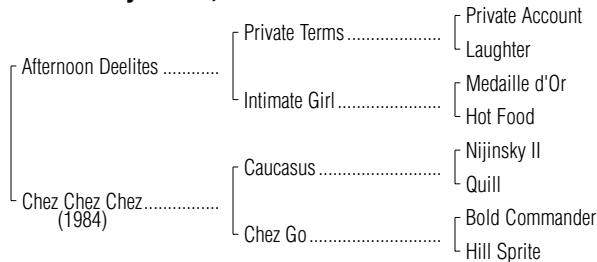 Private Account
Private Terms....................
Laughter
Afternoon Deelites ............
Medaille d'Or
Intimate Girl......................
Hot Food
Nijinsky II
Caucasus ..........................
Quill
Chez Chez Chez................
(1984)
Bold Commander
Chez Go............................
Hill Sprite